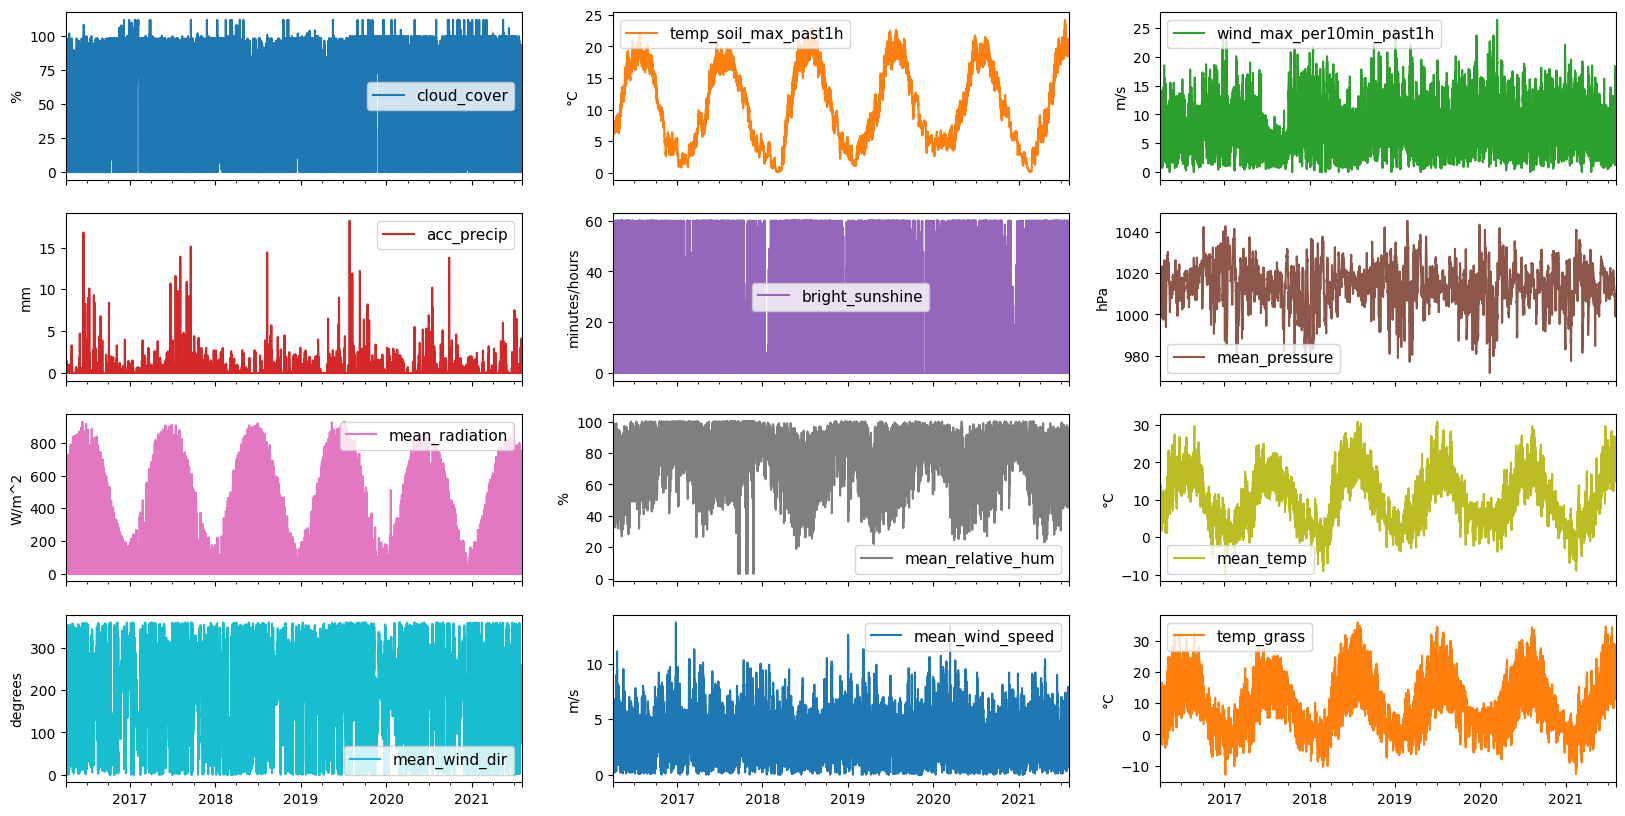 100
75
50
25
0
%
cloud_cover
25
20
15
10
5
0
°C
temp_soil_max_past1h
25
20
15
10
5
0
m/s
wind_max_per10min_past1h
15
10
5
0
mm
acc_precip
60
40
20
0
minutes/hours
bright_sunshine
1040
1020
1000
980
hPa
mean_pressure
800
600
400
200
0
W/m^2
mean_radiation
100
80
60
40
20
0
%
mean_relative_hum
30
20
10
0
−10
°C
mean_temp
300
200
100
0
degrees
mean_wind_dir
2017 2018 2019 2020 2021
10
5
0
m/s
mean_wind_speed
2017 2018 2019 2020 2021
30
20
10
0
−10
°C
temp_grass
2017 2018 2019 2020 2021